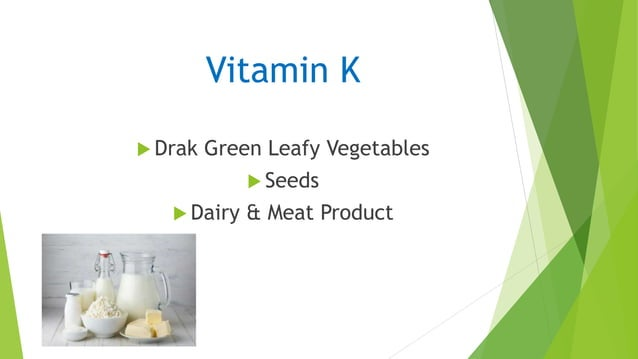 Vitamin K
Drak Green Leafy Vegetables
Seeds
Dairy & Meat Product